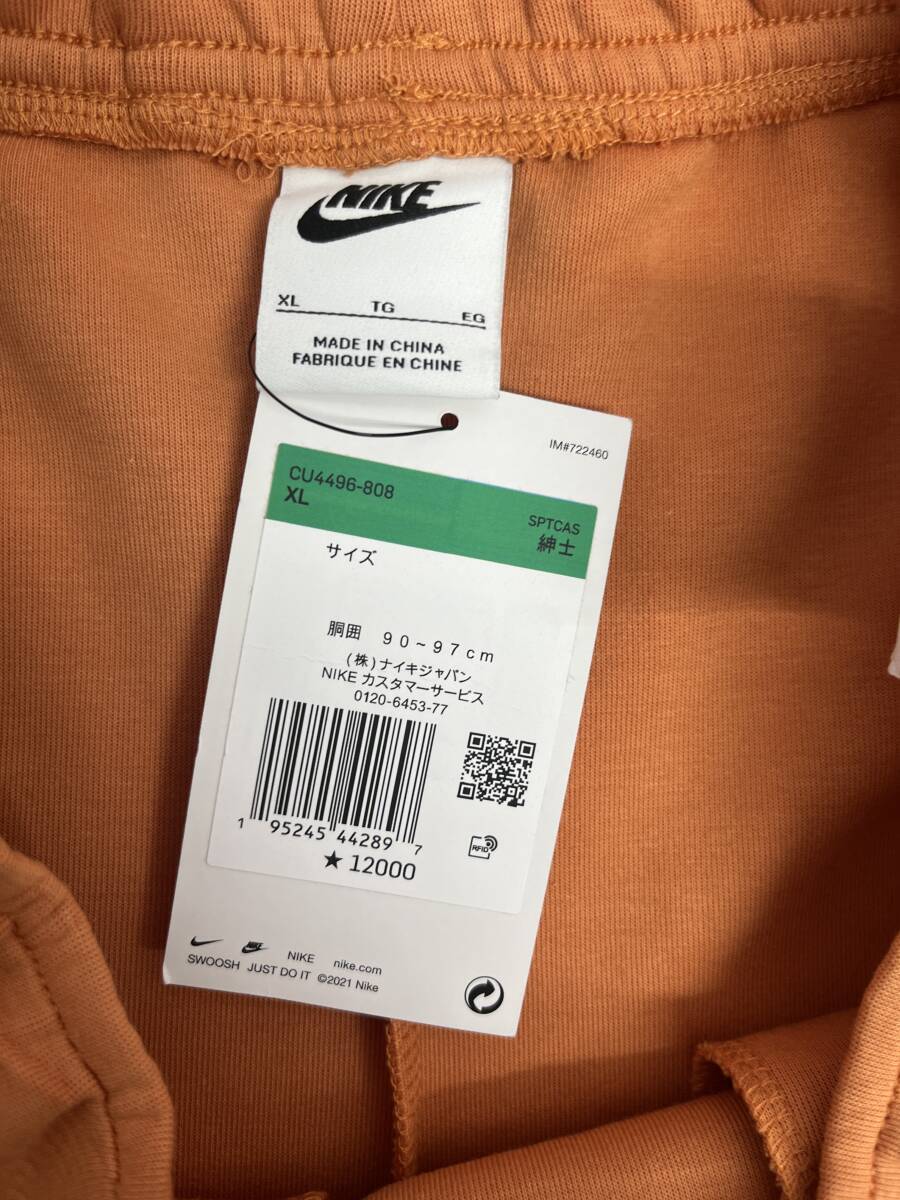 NIKE
XL TG EG
MADE IN CHINA
FABRIQUE EN CHINE
IM#722460
CU4496-808
XL
SPTCAS
紳士
サイズ
胴囲 90~97cm
(株)ナイキジャパン
NIKE カスタマーサービス
0120-6453-77
1 95245 44289 7
★12000
RFID
NIKE
NIKE nike.com
SWOOSH JUST DO IT ©2021 Nike